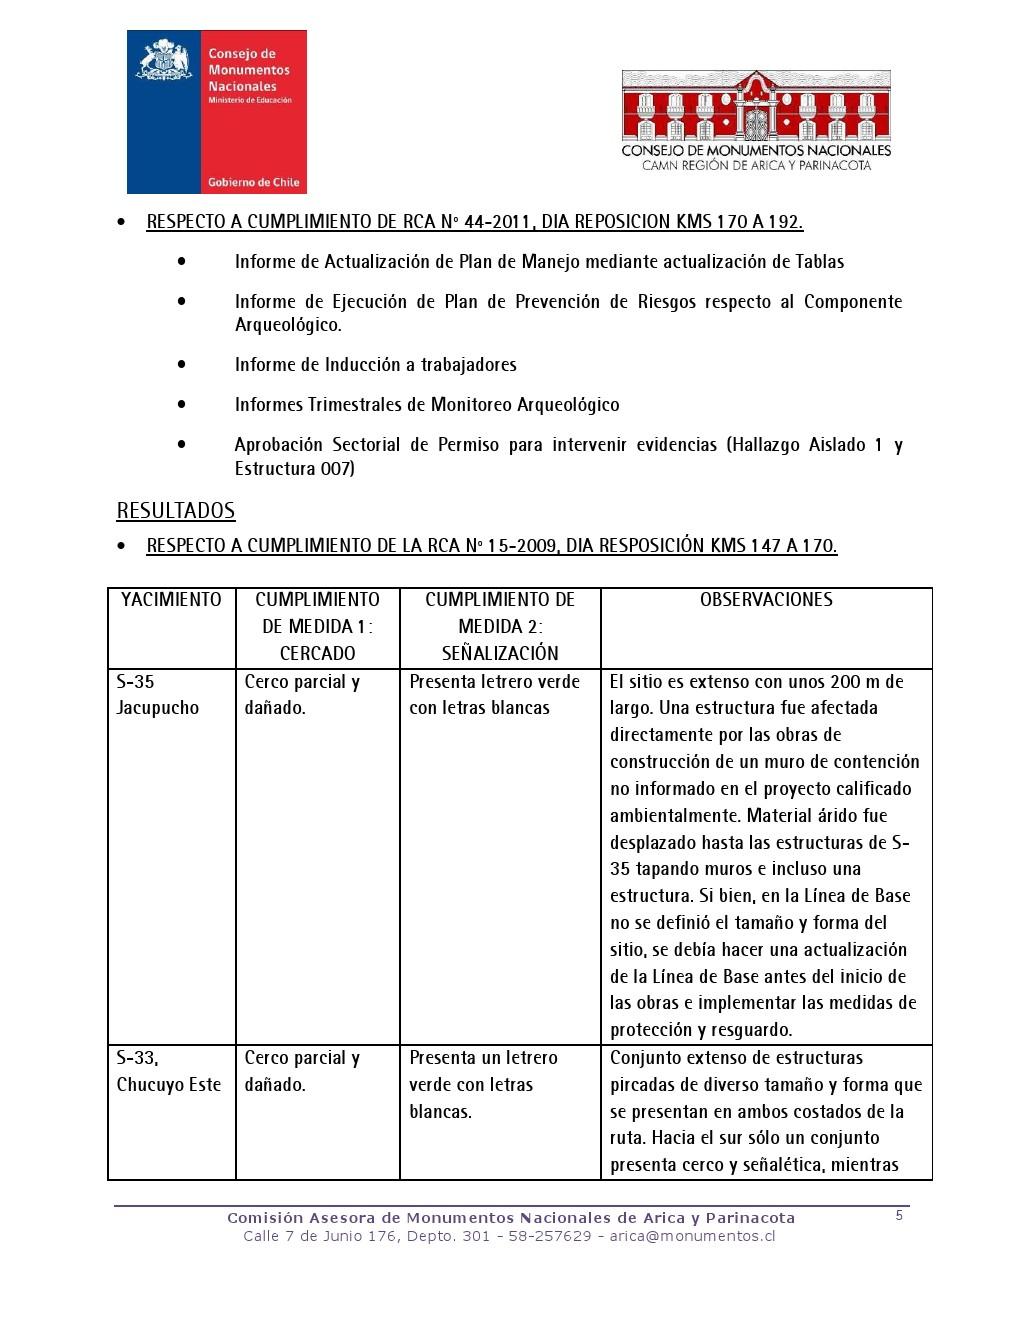 Consejo de
Monumentos
Nacionales
Ministerio de Educación
Gobierno de Chile
CONSEJO DE MONUMENTOS NACIONALES
CAMN REGIÓN DE ARICA Y PARINACOTA
• RESPECTO A CUMPLIMIENTO DE RCA Nº 44-2011, DIA REPOSICION KMS 170 A 192.
• Informe de Actualización de Plan de Manejo mediante actualización de Tablas
• Informe de Ejecución de Plan de Prevención de Riesgos respecto al Componente
Arqueológico.
• Informe de Inducción a trabajadores
• Informes Trimestrales de Monitoreo Arqueológico
• Aprobación Sectorial de Permiso para intervenir evidencias (Hallazgo Aislado 1 y
Estructura 007)
RESULTADOS
• RESPECTO A CUMPLIMIENTO DE LA RCA Nº 15-2009, DIA RESPOSICIÓN KMS 147 A 170.
YACIMIENTO
CUMPLIMIENTO
DE MEDIDA 1:
CERCADO
CUMPLIMIENTO DE
MEDIDA 2:
SEÑALIZACIÓN
OBSERVACIONES
S-35
Jacupucho
Cerco parcial y
dañado.
Presenta letrero verde
con letras blancas
El sitio es extenso con unos 200 m de
largo. Una estructura fue afectada
directamente por las obras de
construcción de un muro de contención
no informado en el proyecto calificado
ambientalmente. Material árido fue
desplazado hasta las estructuras de S-
35 tapando muros e incluso una
estructura. Si bien, en la Línea de Base
no se definió el tamaño y forma del
sitio, se debía hacer una actualización
de la Línea de Base antes del inicio de
las obras e implementar las medidas de
protección y resguardo.
S-33,
Chucuyo Este
Cerco parcial y
dañado.
Presenta un letrero
verde con letras
blancas.
Conjunto extenso de estructuras
pircadas de diverso tamaño y forma que
se presentan en ambos costados de la
ruta. Hacia el sur sólo un conjunto
presenta cerco y señalética, mientras
Comisión Asesora de Monumentos Nacionales de Arica y Parinacota
5
Calle 7 de Junio 176, Depto. 301 – 58-257629 – arica@monumentos.cl